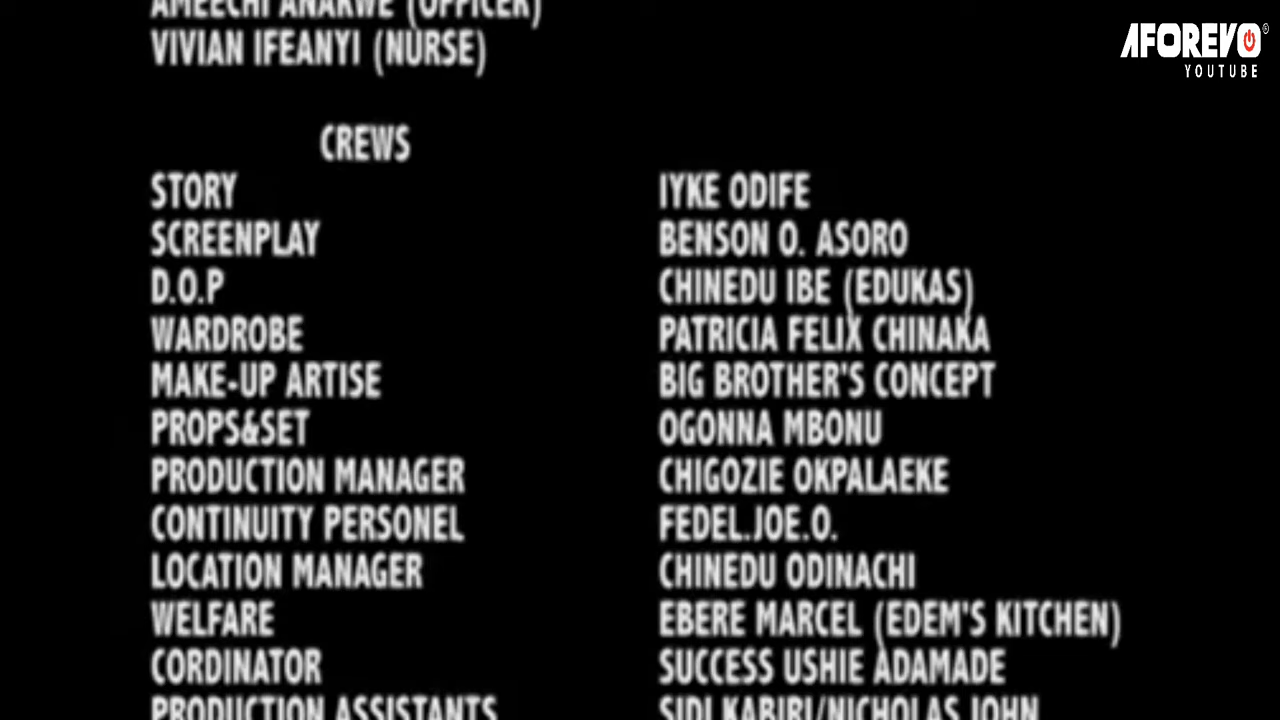 AMEECHI ANAKWE (OFFICER)
VIVIAN IFEANYI (NURSE)
AFOREVO®
YOUTUBE
CREWS
STORY IYKE ODIFE
SCREENPLAY BENSON O. ASORO
D.O.P CHINEDU IBE (EDUKAS)
WARDROBE PATRICIA FELIX CHINAKA
MAKE-UP ARTISE BIG BROTHER'S CONCEPT
PROPS&SET OGONNA MBONU
PRODUCTION MANAGER CHIGOZIE OKPALAEKE
CONTINUITY PERSONEL FEDEL.JOE.O.
LOCATION MANAGER CHINEDU ODINACHI
WELFARE EBERE MARCEL (EDEM'S KITCHEN)
CORDINATOR SUCCESS USHIE ADAMADE
PRODUCTION ASSISTANTS SIDI KABIRI/NICHOLAS JOHN